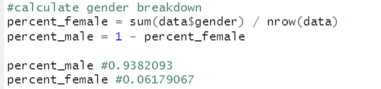 #calculate gender breakdown
percent_female = sum(data$gender) / nrow(data)
percent_male = 1 - percent_female
percent_male #0.9382093
percent_female #0.06179067